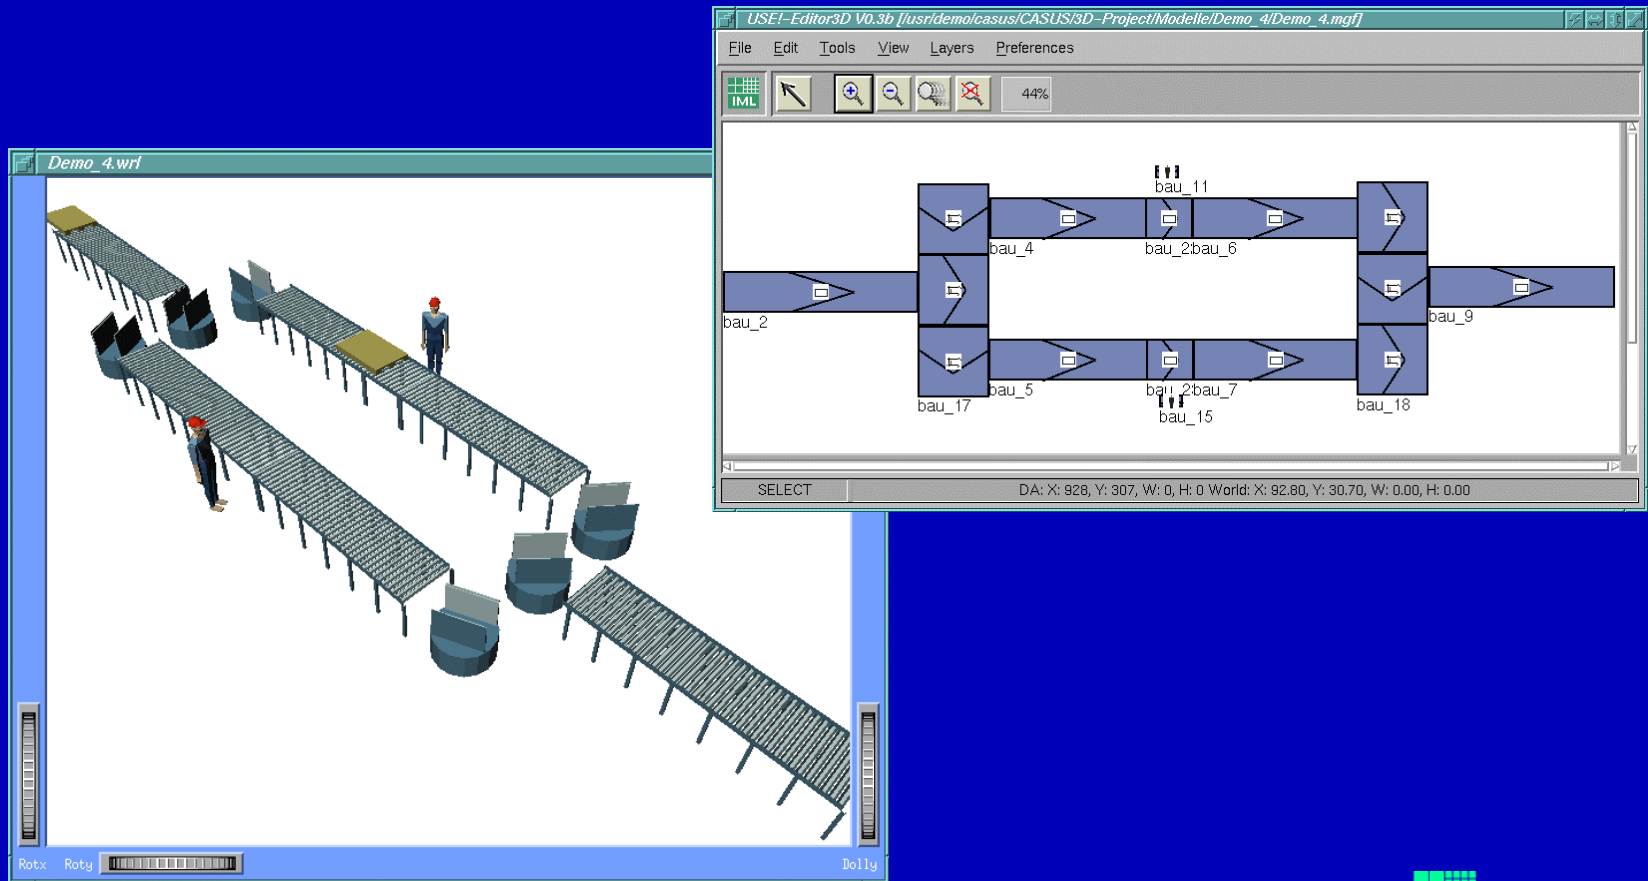 USE!-Editor3D V0.3b [/usr/demo/casus/CASUS/3D-Project/Modelle/Demo_4/Demo_4.mgf]
File Edit Tools View Layers Preferences
IML 44%
Demo_4.wrl
bau_11
bau_4 bau_2 bau_6
bau_2
bau_9
bau_5 bau_2 bau_7
bau_17 bau_18
bau_15
SELECT DA: X: 928, Y: 307, W: 0, H: 0 World: X: 92.80, Y: 30.70, W: 0.00, H: 0.00
Rotx Roty Dolly